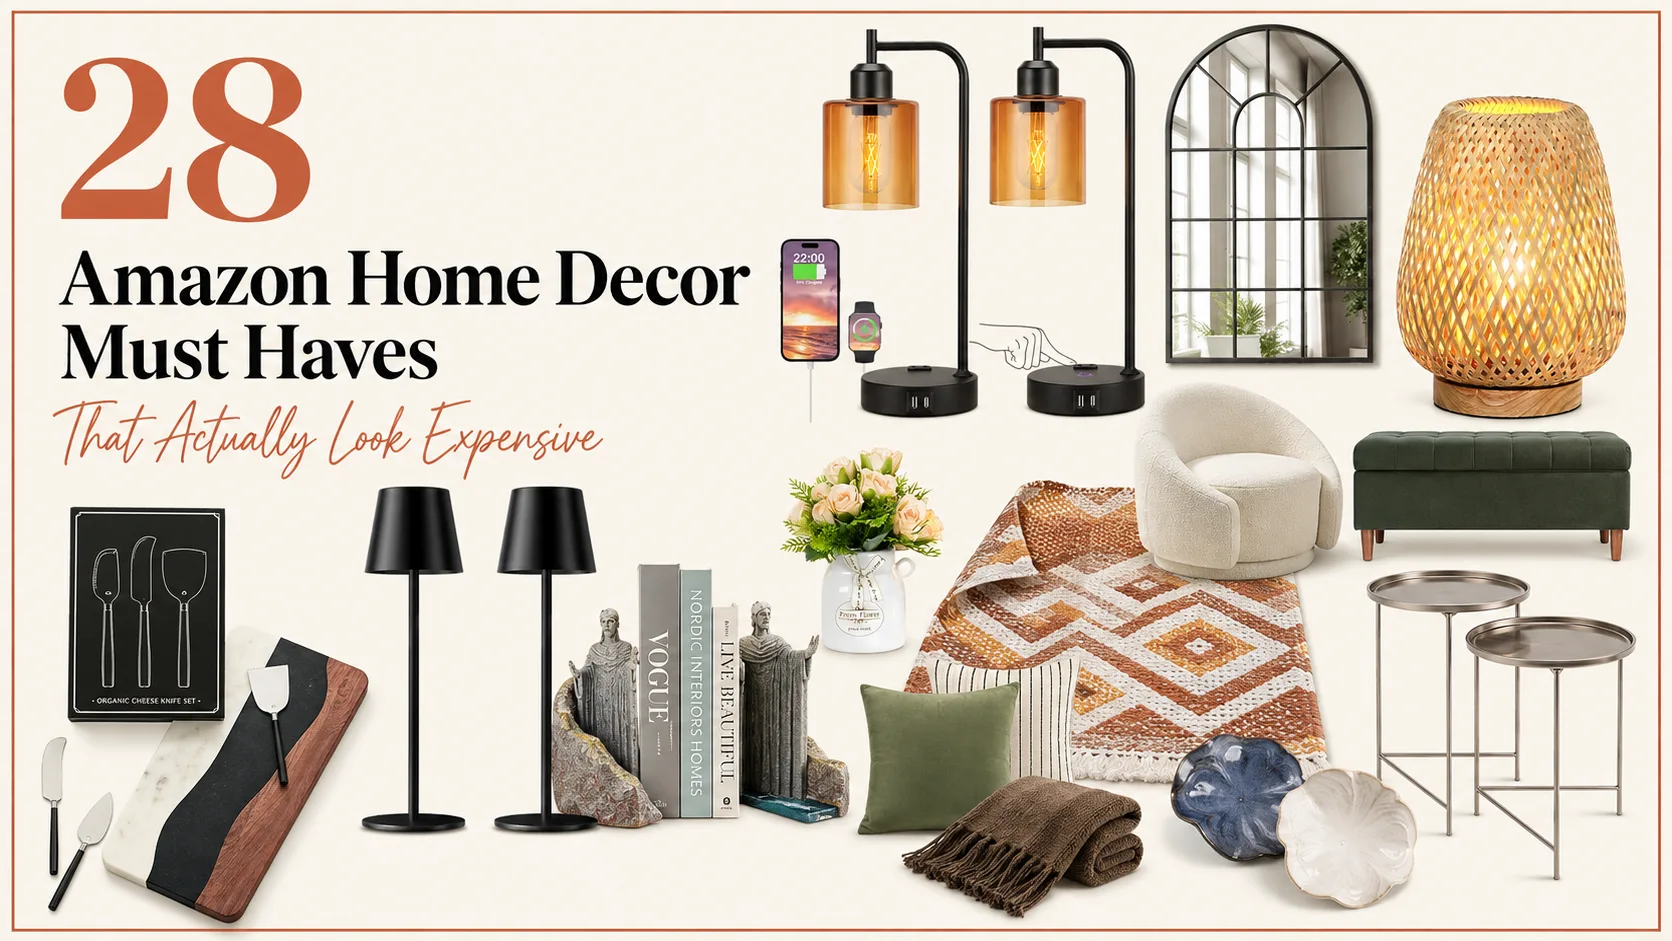 28
Amazon Home Decor
Must Haves
That Actually Look Expensive
22:00
ORGANIC CHEESE KNIFE SET
VOGUE
NORDIC INTERIORS HOMES
LIVE BEAUTIFUL